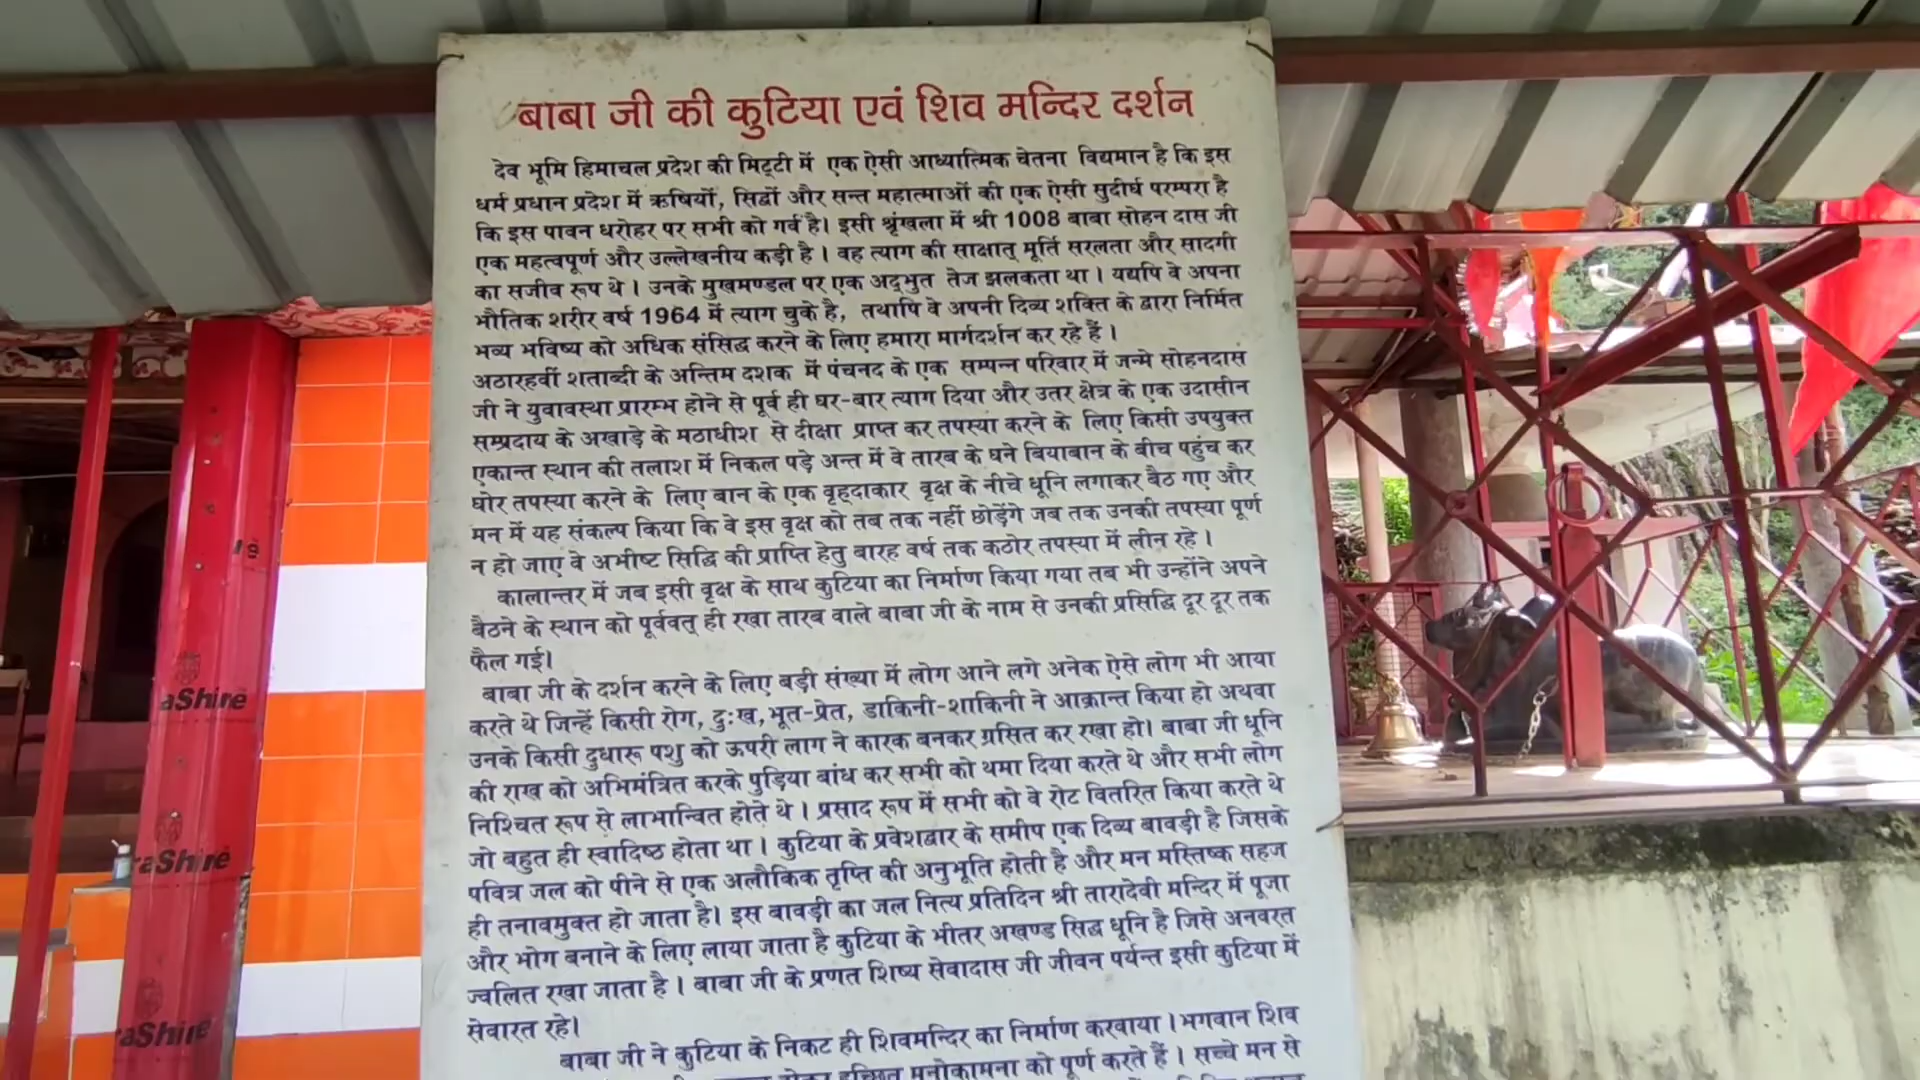 बाबा जी की कुटिया एवं शिव मन्दिर दर्शन
देव भूमि हिमाचल प्रदेश की मिट्टी में एक ऐसी आध्यात्मिक चेतना विद्यमान है कि इस
धर्म प्रधान प्रदेश में ऋषियों, सिद्वों और सन्त महात्माओं की एक ऐसी सुदीर्घ परम्परा है
कि इस पावन धरोहर पर सभी को गर्व है। इसी श्रृंखला में श्री 1008 बाबा सोहन दास जी
एक महत्वपूर्ण और उल्लेखनीय कड़ी है । वह त्याग की साक्षात् मूर्ति सरलता और सादगी
का सजीव रूप थे । उनके मुखमण्डल पर एक अद्भुत तेज झलकता था । यद्यपि वे अपना
भौतिक शरीर वर्ष 1964 में त्याग चुके है, तथापि वे अपनी दिव्य शक्ति के द्वारा निर्मित
भव्य भविष्य को अधिक संसिद्व करने के लिए हमारा मार्गदर्शन कर रहे हैं ।
अठारहवीं शताब्दी के अन्तिम दशक में पंचनद के एक सम्पन्न परिवार में जन्मे सोहनदास
जी ने युवावस्था प्रारम्भ होने से पूर्व ही घर-बार त्याग दिया और उतर क्षेत्र के एक उदासीन
सम्प्रदाय के अखाड़े के मठाधीश से दीक्षा प्राप्त कर तपस्या करने के लिए किसी उपयुक्त
एकान्त स्थान की तलाश में निकल पड़े अन्त में वे तारब के घने बियाबान के बीच पहुंच कर
घोर तपस्या करने के लिए बान के एक वृह्दाकार वृक्ष के नीचे धूनि लगाकर बैठ गए और
मन में यह संकल्प किया कि वे इस वृक्ष को तब तक नहीं छोड़ेंगे जब तक उनकी तपस्या पूर्ण
न हो जाए वे अभीष्ट सिद्वि की प्राप्ति हेतु बारह वर्ष तक कठोर तपस्या में लीन रहे ।
कालान्तर में जब इसी वृक्ष के साथ कुटिया का निर्माण किया गया तब भी उन्होंने अपने
बैठने के स्थान को पूर्ववत् ही रखा तारब वाले बाबा जी के नाम से उनकी प्रसिद्वि दूर दूर तक
फैल गई।
बाबा जी के दर्शन करने के लिए बड़ी संख्या में लोग आने लगे अनेक ऐसे लोग भी आया
करते थे जिन्हें किसी रोग, दुःख,भूत-प्रेत, डाकिनी-शाकिनी ने आक्रान्त किया हो अथवा
उनके किसी दुधारू पशु को ऊपरी लाग ने कारक बनकर ग्रसित कर रखा हो। बाबा जी धूनि
की राख को अभिमंत्रित करके पुड़िया बांध कर सभी को थमा दिया करते थे और सभी लोग
निश्चित रूप से लाभान्वित होते थे । प्रसाद रूप में सभी को वे रोट वितरित किया करते थे
जो बहुत ही स्वादिष्ठ होता था । कुटिया के प्रवेशद्वार के समीप एक दिव्य बावड़ी है जिसके
पवित्र जल को पीने से एक अलौकिक तृप्ति की अनुभूति होती है और मन मस्तिष्क सहज
ही तनावमुक्त हो जाता है। इस बावड़ी का जल नित्य प्रतिदिन श्री तारादेवी मन्दिर में पूजा
और भोग बनाने के लिए लाया जाता है कुटिया के भीतर अखण्ड सिद्व धूनि है जिसे अनवरत
ज्वलित रखा जाता है । बाबा जी के प्रणत शिष्य सेवादास जी जीवन पर्यन्त इसी कुटिया में
सेवारत रहे।
बाबा जी ने कुटिया के निकट ही शिवमन्दिर का निर्माण करवाया ।भगवान शिव
इच्छित मनोकामना को पूर्ण करते हैं । सच्चे मन से
aShire
aShire
aShire